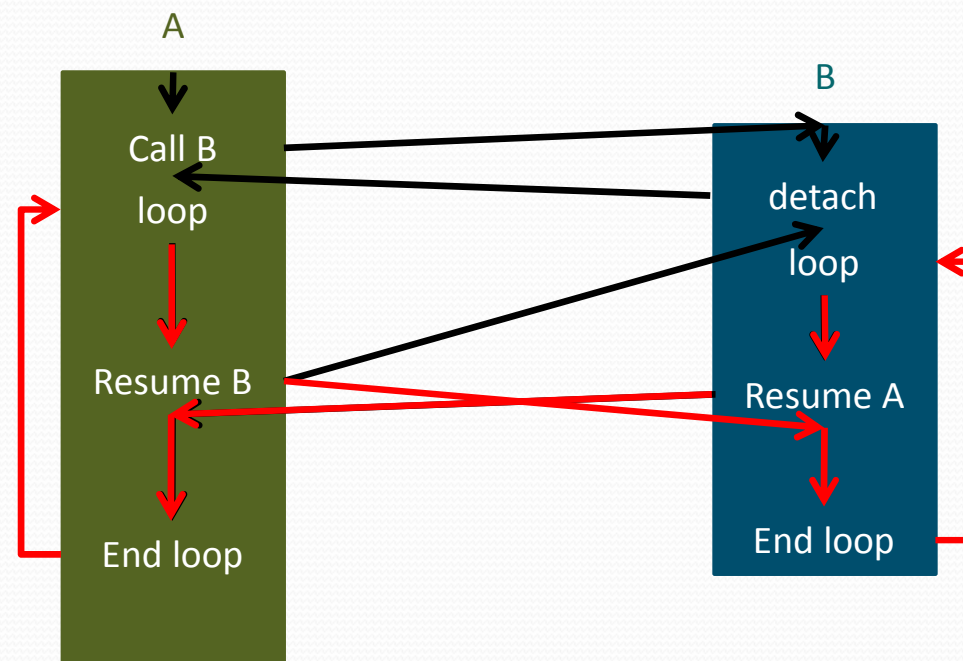 A
Call B
loop
Resume B
End loop
B
detach
loop
Resume A
End loop